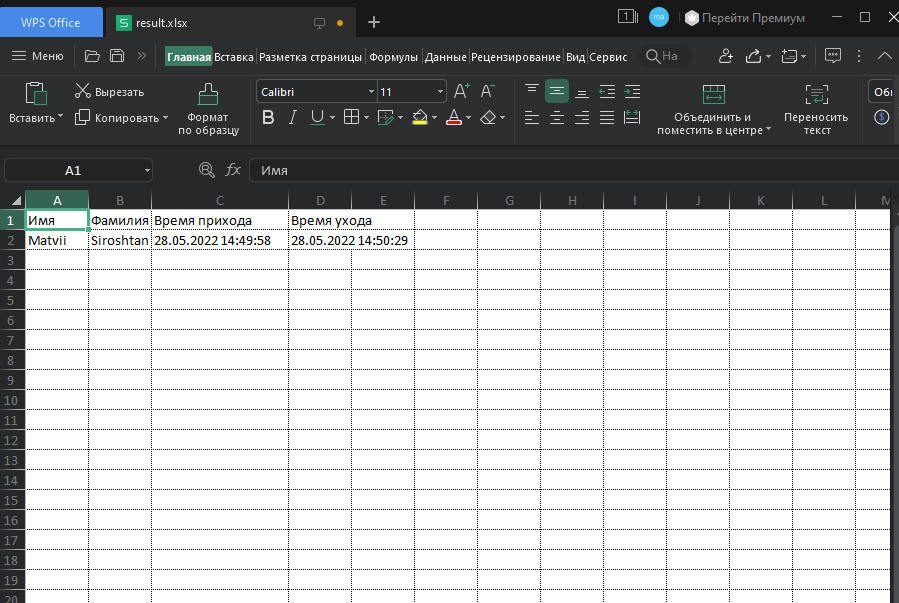 WPS Office result.xlsx 1 ma Перейти Премиум
Меню Главная Вставка Разметка страницы Формулы Данные Рецензирование Вид Сервис На
Вставить Вырезать Копировать Формат по образцу
Calibri 11 A+ A-
B I U A
Объединить и поместить в центре
Переносить текст
A1 fx Имя
A B C D E F G H I J K L M
1 Имя Фамилия Время прихода Время ухода
2 Matvii Siroshtan 28.05.2022 14:49:58 28.05.2022 14:50:29
3
4
5
6
7
8
9
10
11
12
13
14
15
16
17
18
19
20